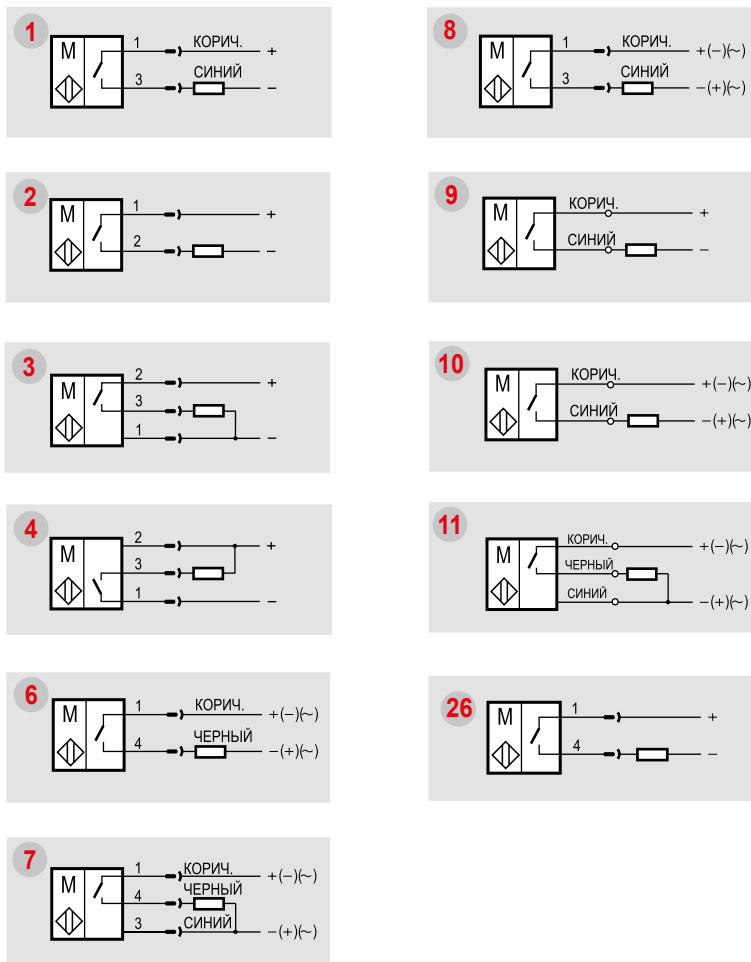 1
M
1
КОРИЧ.
+
3
СИНИЙ
−
2
M
1
+
2
−
3
M
2
+
3
1
−
4
M
2
+
3
1
−
6
M
1
КОРИЧ.
+(−)(~)
4
ЧЕРНЫЙ
−(+)(~)
7
M
1
КОРИЧ.
+(−)(~)
4
ЧЕРНЫЙ
3
СИНИЙ
−(+)(~)
8
M
1
КОРИЧ.
+(−)(~)
3
СИНИЙ
−(+)(~)
9
M
КОРИЧ.
+
СИНИЙ
−
10
M
КОРИЧ.
+(−)(~)
СИНИЙ
−(+)(~)
11
M
КОРИЧ.
+(−)(~)
ЧЕРНЫЙ
СИНИЙ
−(+)(~)
26
M
1
+
4
−